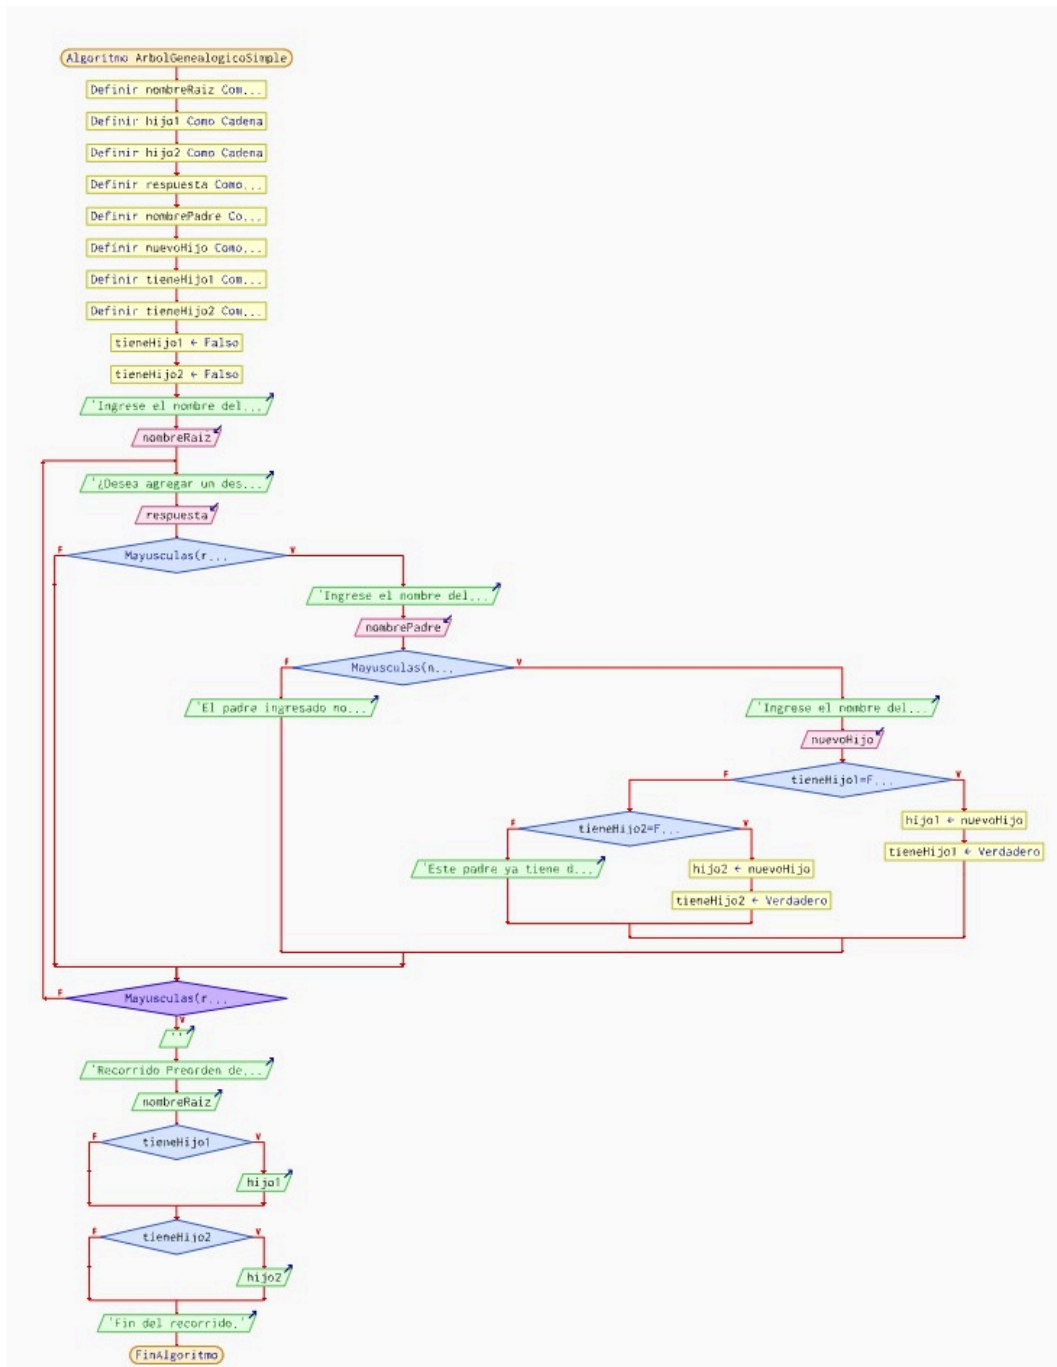 Algoritmo ArbolGenealogicoSimple
Definir nombreRaiz Com...
Definir hijo1 Como Cadena
Definir hijo2 Como Cadena
Definir respuesta Como...
Definir nombrePadre Co...
Definir nuevoHijo Como...
Definir tieneHijo1 Com...
Definir tieneHijo2 Com...
tieneHijo1 ← Falso
tieneHijo2 ← Falso
'Ingrese el nombre del...
nombreRaiz
'¿Desea agregar un des...
respuesta
F
Mayusculas(r...
V
'Ingrese el nombre del...
nombrePadre
F
Mayusculas(n...
V
'El padre ingresado no...
'Ingrese el nombre del...
nuevoHijo
F
tieneHijo1=F...
V
hijo1 ← nuevoHijo
tieneHijo1 ← Verdadero
F
tieneHijo2=F...
V
'Este padre ya tiene d...
hijo2 ← nuevoHijo
tieneHijo2 ← Verdadero
F
Mayusculas(r...
V
''
'Recorrido Preorden de...
nombreRaiz
F
tieneHijo1
V
hijo1
F
tieneHijo2
V
hijo2
'Fin del recorrido.'
FinAlgoritmo